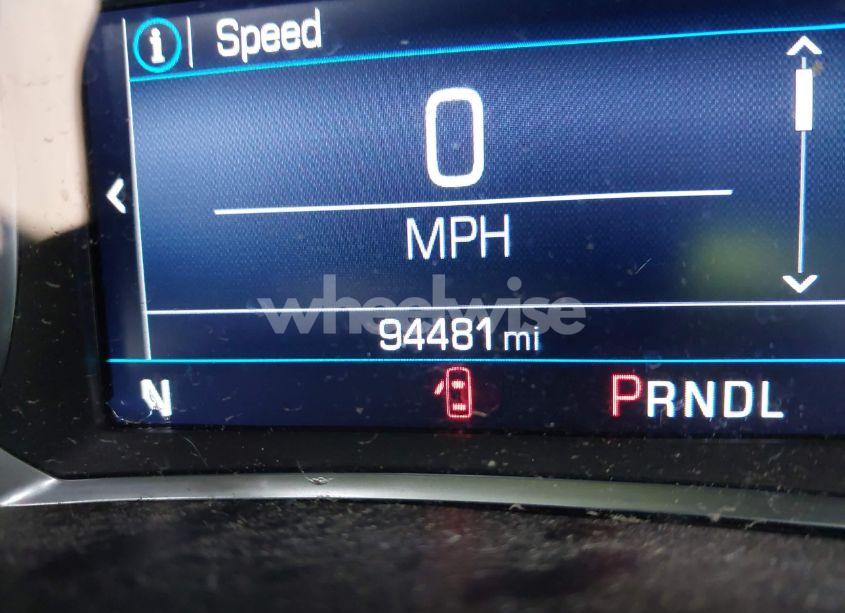 i Speed
0
MPH
wheelwise
94481 mi
N PRNDL